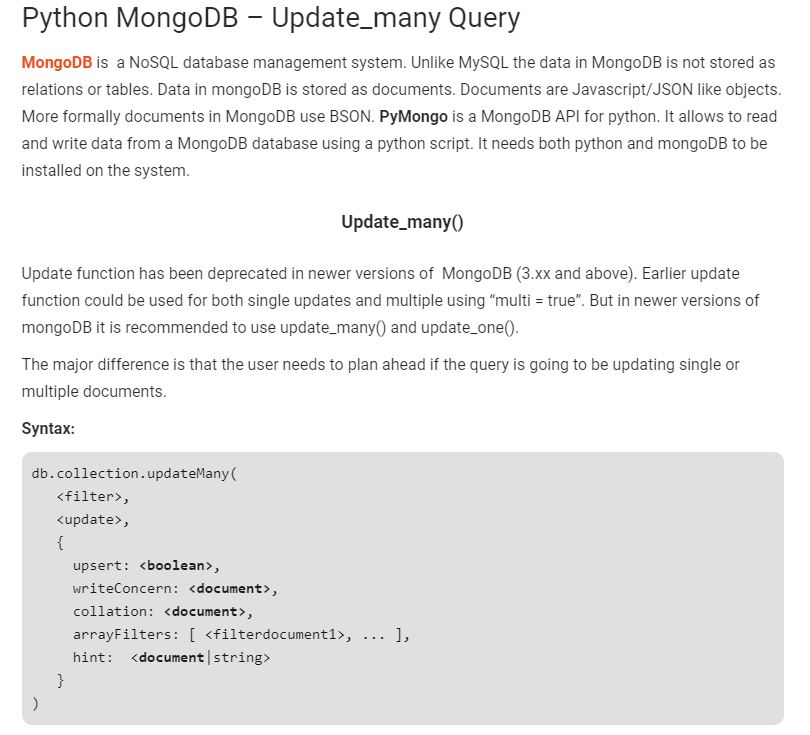 Python MongoDB – Update_many Query
MongoDB is  a NoSQL database management system. Unlike MySQL the data in MongoDB is not stored as
relations or tables. Data in mongoDB is stored as documents. Documents are Javascript/JSON like objects.
More formally documents in MongoDB use BSON. PyMongo is a MongoDB API for python. It allows to read
and write data from a MongoDB database using a python script. It needs both python and mongoDB to be
installed on the system.
Update_many()
Update function has been deprecated in newer versions of  MongoDB (3.xx and above). Earlier update
function could be used for both single updates and multiple using “multi = true”. But in newer versions of
mongoDB it is recommended to use update_many() and update_one().
The major difference is that the user needs to plan ahead if the query is going to be updating single or
multiple documents.
Syntax:
db.collection.updateMany(
   <filter>,
   <update>,
   {
     upsert: <boolean>,
     writeConcern: <document>,
     collation: <document>,
     arrayFilters: [ <filterdocument1>, ... ],
     hint:  <document|string>
   }
)